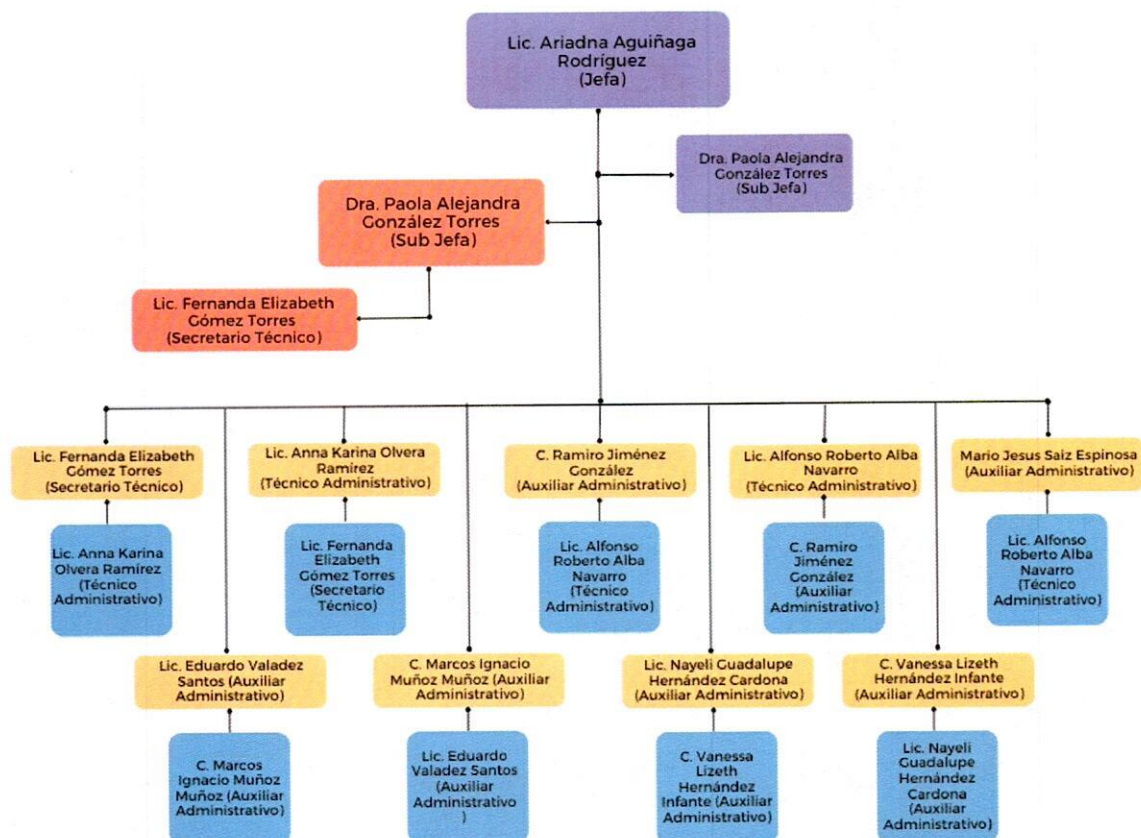 Lic. Ariadna Aguiñaga
Rodríguez
(Jefa)
Dra. Paola Alejandra
González Torres
(Sub Jefa)
Dra. Paola Alejandra
González Torres
(Sub Jefa)
Lic. Fernanda Elizabeth
Gómez Torres
(Secretario Técnico)
Lic. Fernanda Elizabeth
Gómez Torres
(Secretario Técnico)
Lic. Anna Karina Olvera
Ramírez
(Técnico Administrativo)
C. Ramiro Jiménez
González
(Auxiliar Administrativo)
Lic. Alfonso Roberto Alba
Navarro
(Técnico Administrativo)
Mario Jesus Saiz Espinosa
(Auxiliar Administrativo)
Lic. Anna Karina
Olvera Ramírez
(Técnico
Administrativo)
Lic. Fernanda
Elizabeth
Gómez Torres
(Secretario
Técnico)
Lic. Alfonso
Roberto Alba
Navarro
(Técnico
Administrativo)
C. Ramiro
Jiménez
González
(Auxiliar
Administrativo)
Lic. Alfonso
Roberto Alba
Navarro
(Técnico
Administrativo)
Lic. Eduardo Valadez
Santos (Auxiliar
Administrativo)
C. Marcos Ignacio
Muñoz Muñoz (Auxiliar
Administrativo)
Lic. Nayeli Guadalupe
Hernández Cardona
(Auxiliar Administrativo)
C. Vanessa Lizeth
Hernández Infante
(Auxiliar Administrativo)
C. Marcos
Ignacio Muñoz
Muñoz (Auxiliar
Administrativo)
Lic. Eduardo
Valadez Santos
(Auxiliar
Administrativo
)
C. Vanessa
Lizeth
Hernández
Infante (Auxiliar
Administrativo)
Lic. Nayeli
Guadalupe
Hernández
Cardona
(Auxiliar
Administrativo)